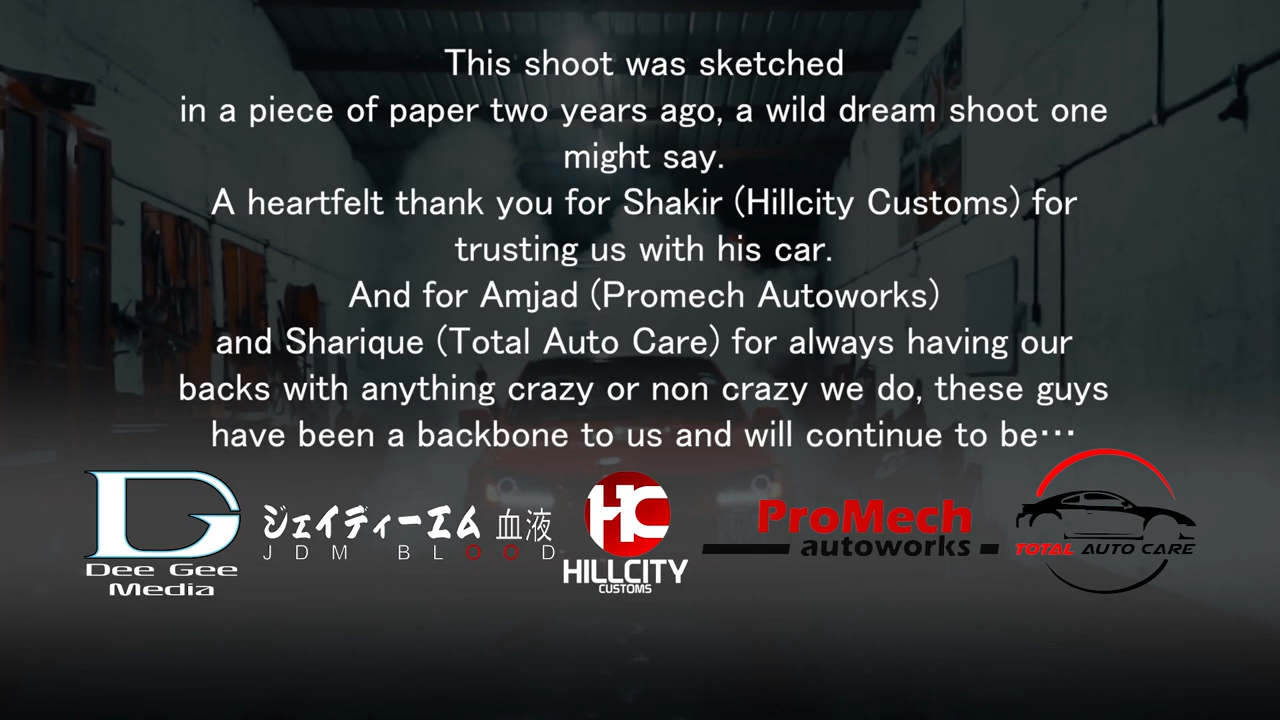 This shoot was sketched
in a piece of paper two years ago, a wild dream shoot one
might say.
A heartfelt thank you for Shakir (Hillcity Customs) for
trusting us with his car.
And for Amjad (Promech Autoworks)
and Sharique (Total Auto Care) for always having our
backs with anything crazy or non crazy we do, these guys
have been a backbone to us and will continue to be…
DG
Dee Gee
Media
ジェイディーエム 血液
JDM BLOOD
HC
HILLCITY
CUSTOMS
ProMech
autoworks
TOTAL AUTO CARE